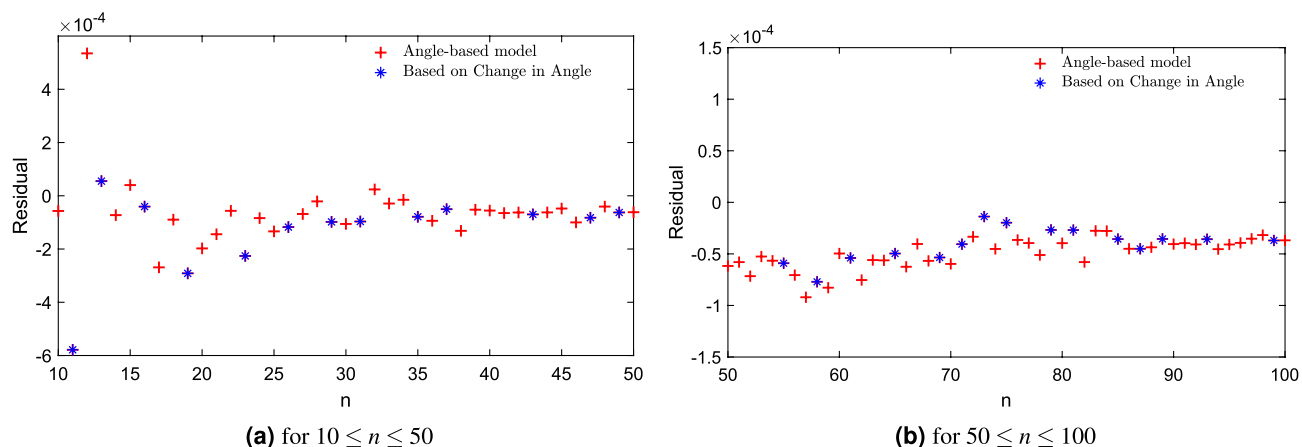 ×10⁻⁴
4
2
0
-2
-4
-6
Residual
10 15 20 25 30 35 40 45 50
n
Angle-based model
Based on Change in Angle
(a) for 10 ≤ n ≤ 50
×10⁻⁴
1.5
1
0.5
0
-0.5
-1
-1.5
Residual
50 60 70 80 90 100
n
Angle-based model
Based on Change in Angle
(b) for 50 ≤ n ≤ 100